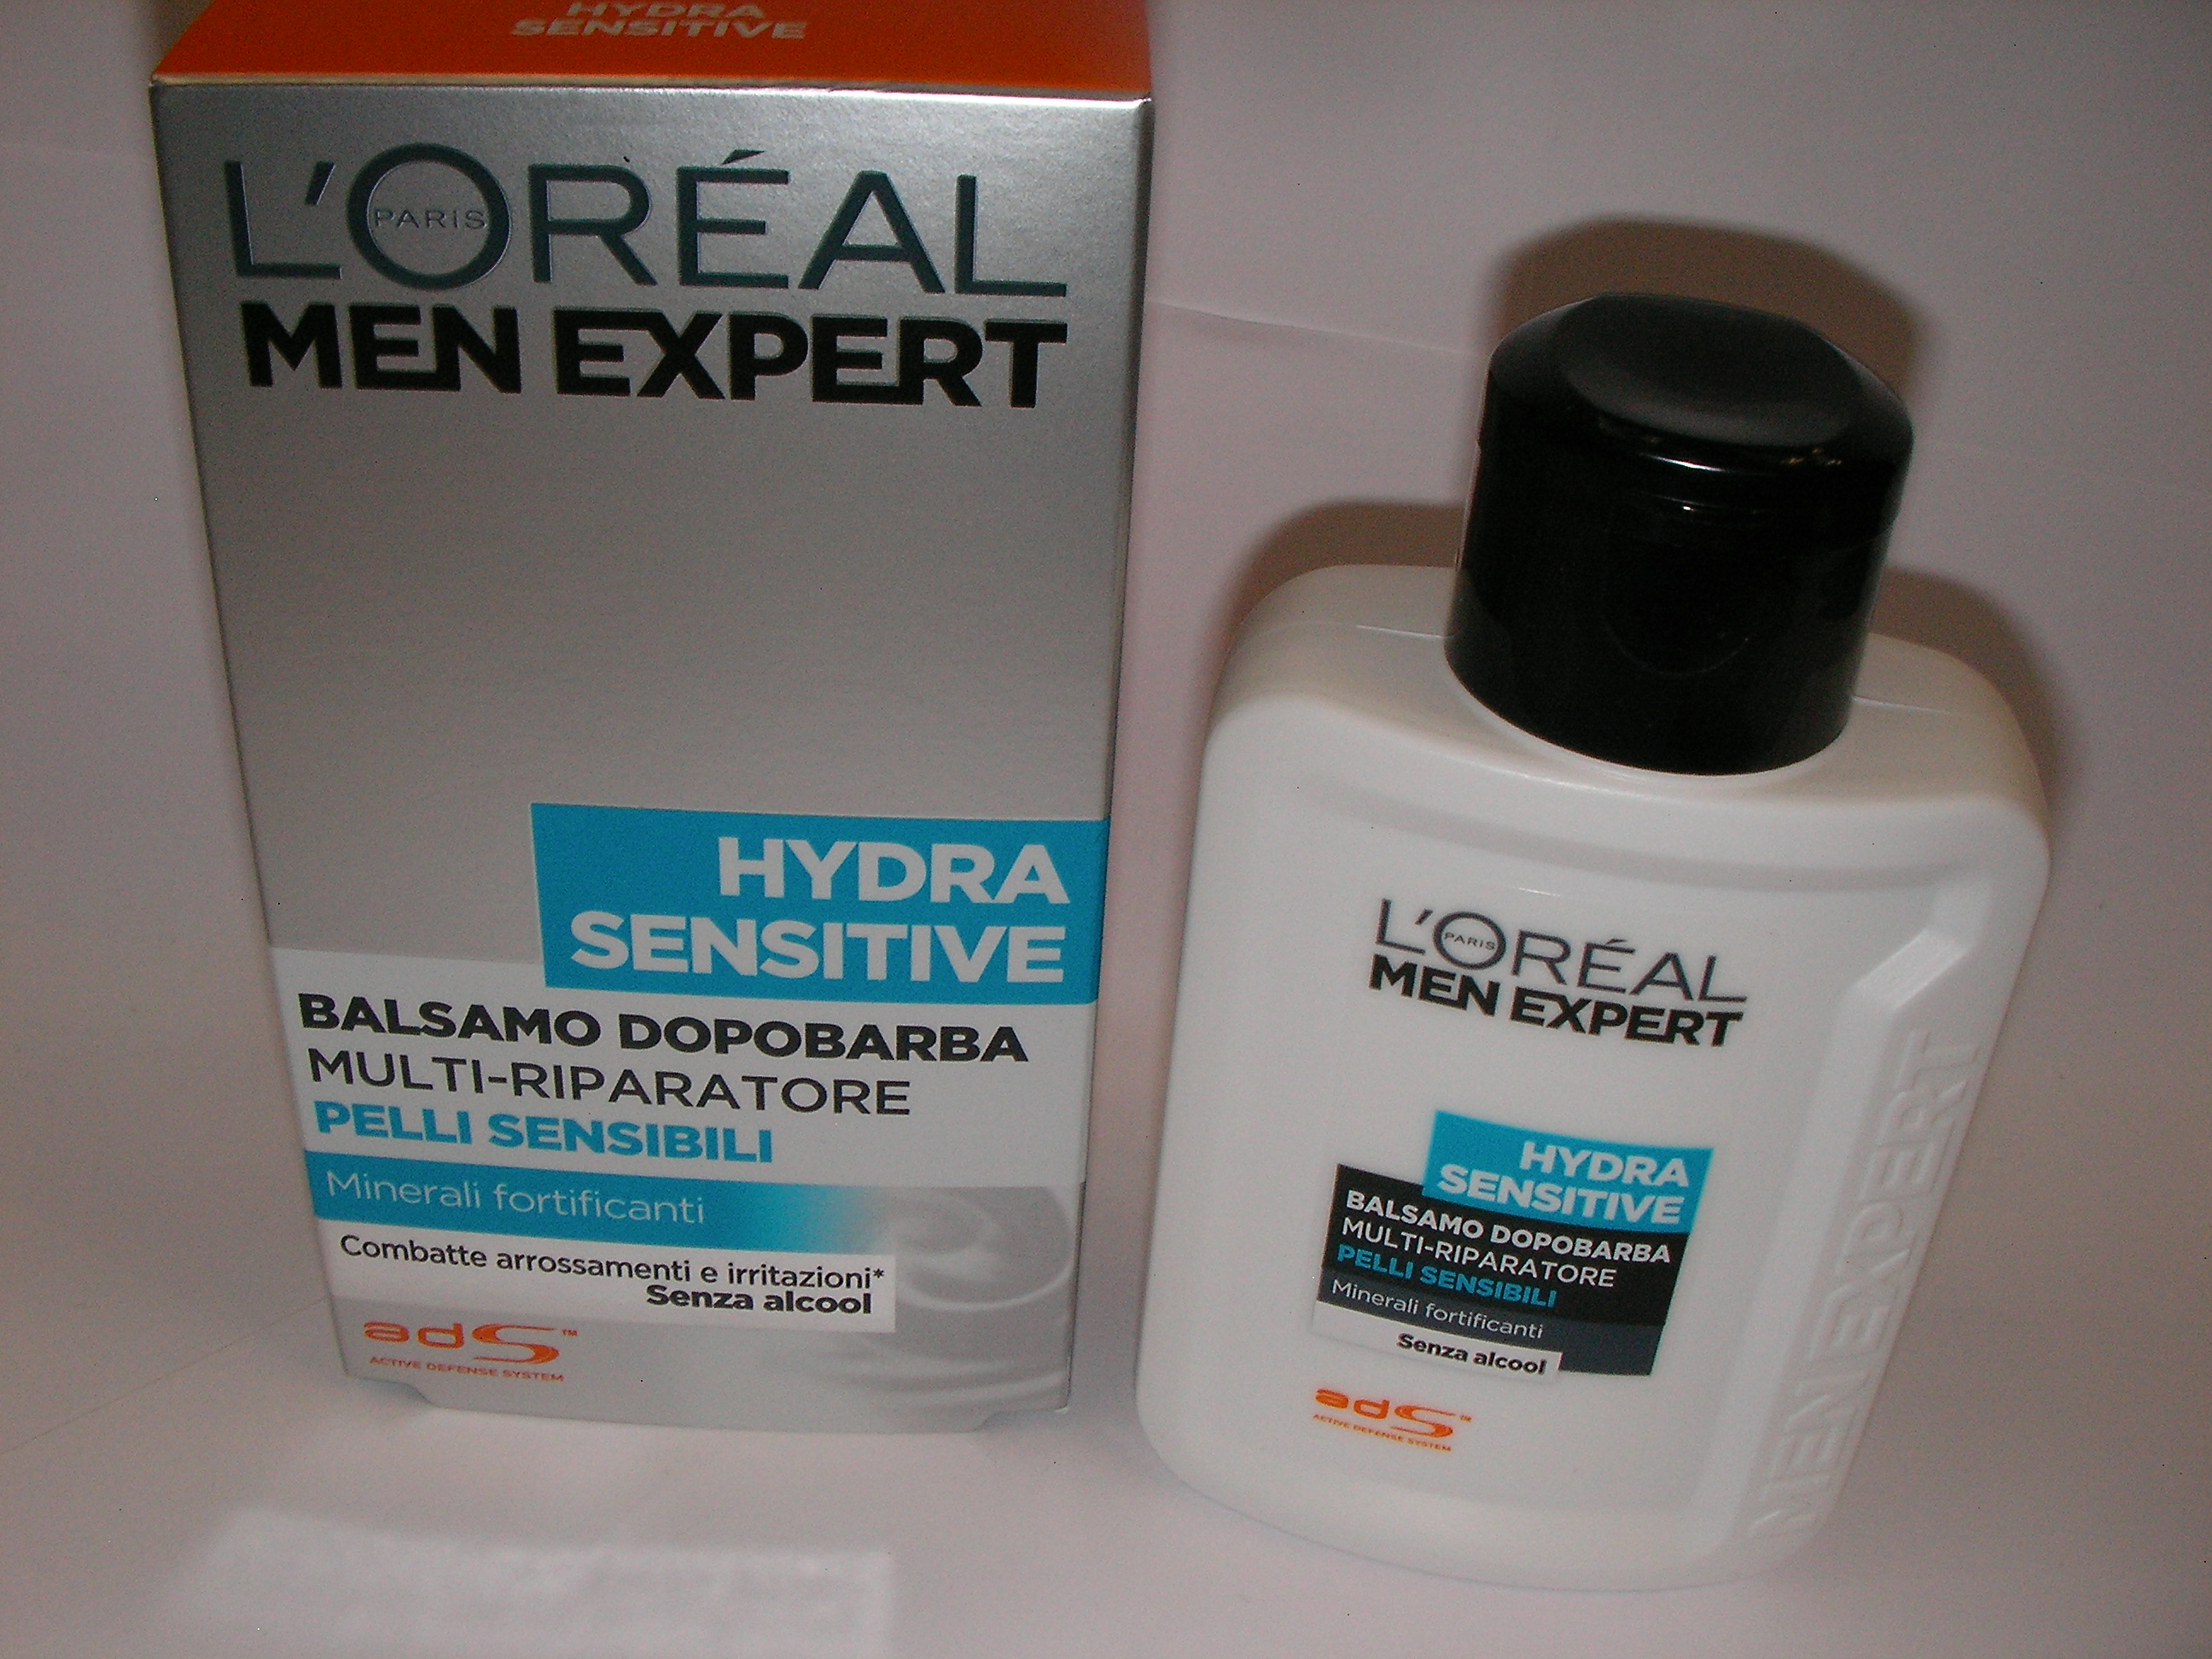 HYDRA
SENSITIVE
L'ORÉAL
PARIS
MEN EXPERT
HYDRA
SENSITIVE
BALSAMO DOPOBARBA
MULTI-RIPARATORE
PELLI SENSIBILI
Minerali fortificanti
Combatte arrossamenti e irritazioni*
Senza alcool
adS™
ACTIVE DEFENSE SYSTEM
L'ORÉAL
PARIS
MEN EXPERT
HYDRA
SENSITIVE
BALSAMO DOPOBARBA
MULTI-RIPARATORE
PELLI SENSIBILI
Minerali fortificanti
Senza alcool
adS™
ACTIVE DEFENSE SYSTEM
MEN EXPERT